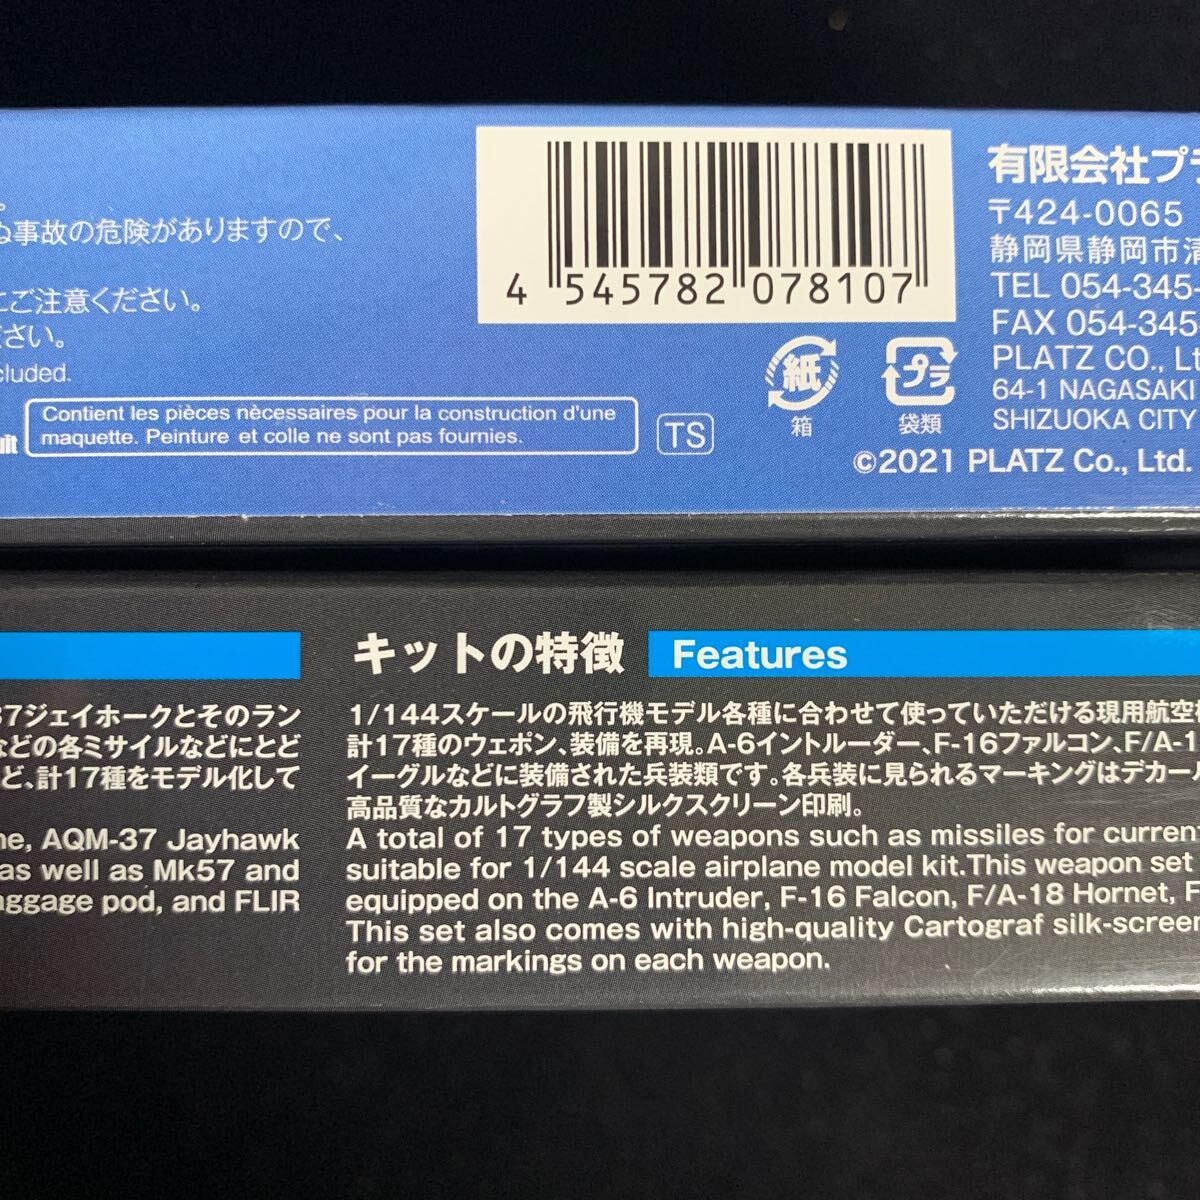 。
ぬ事故の危険がありますので、
にご注意ください。
ださい。
cluded.
Contient les pièces nècessaires pour la construction d'une
maquette. Peinture et colle ne sont pas fournies.
TS
4 545782 078107
紙
箱
プラ
袋類
有限会社プラ
〒424-0065
静岡県静岡市清
TEL 054-345-
FAX 054-345
PLATZ CO., Lt
64-1 NAGASAKI
SHIZUOKA CITY
©2021 PLATZ Co., Ltd.
37ジェイホークとそのラン
などの各ミサイルなどにとど
ど、計17種をモデル化して
ne, AQM-37 Jayhawk
as well as Mk57 and
aggage pod, and FLIR
キットの特徴 Features
1/144スケールの飛行機モデル各種に合わせて使っていただける現用航空機
計17種のウェポン、装備を再現。A-6イントルーダー、F-16ファルコン、F/A-1
イーグルなどに装備された兵装類です。各兵装に見られるマーキングはデカール
高品質なカルトグラフ製シルクスクリーン印刷。
A total of 17 types of weapons such as missiles for current
suitable for 1/144 scale airplane model kit.This weapon set
equipped on the A-6 Intruder, F-16 Falcon, F/A-18 Hornet, F
This set also comes with high-quality Cartograf silk-screen
for the markings on each weapon.